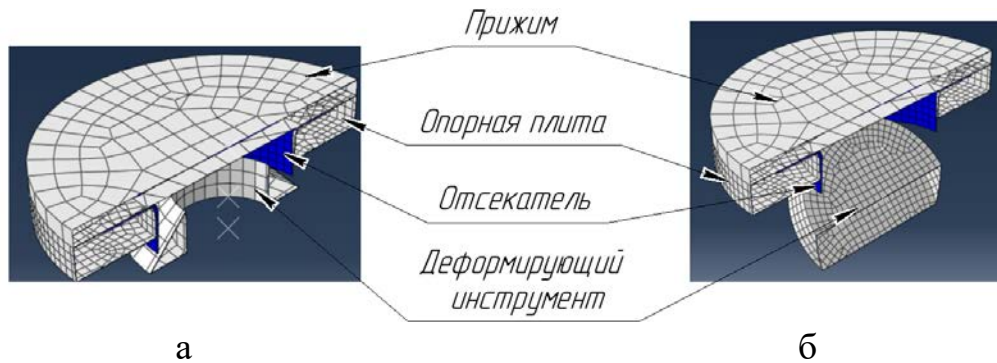 Прижим
Опорная плита
Отсекатель
Деформирующий
инструмент
а
б